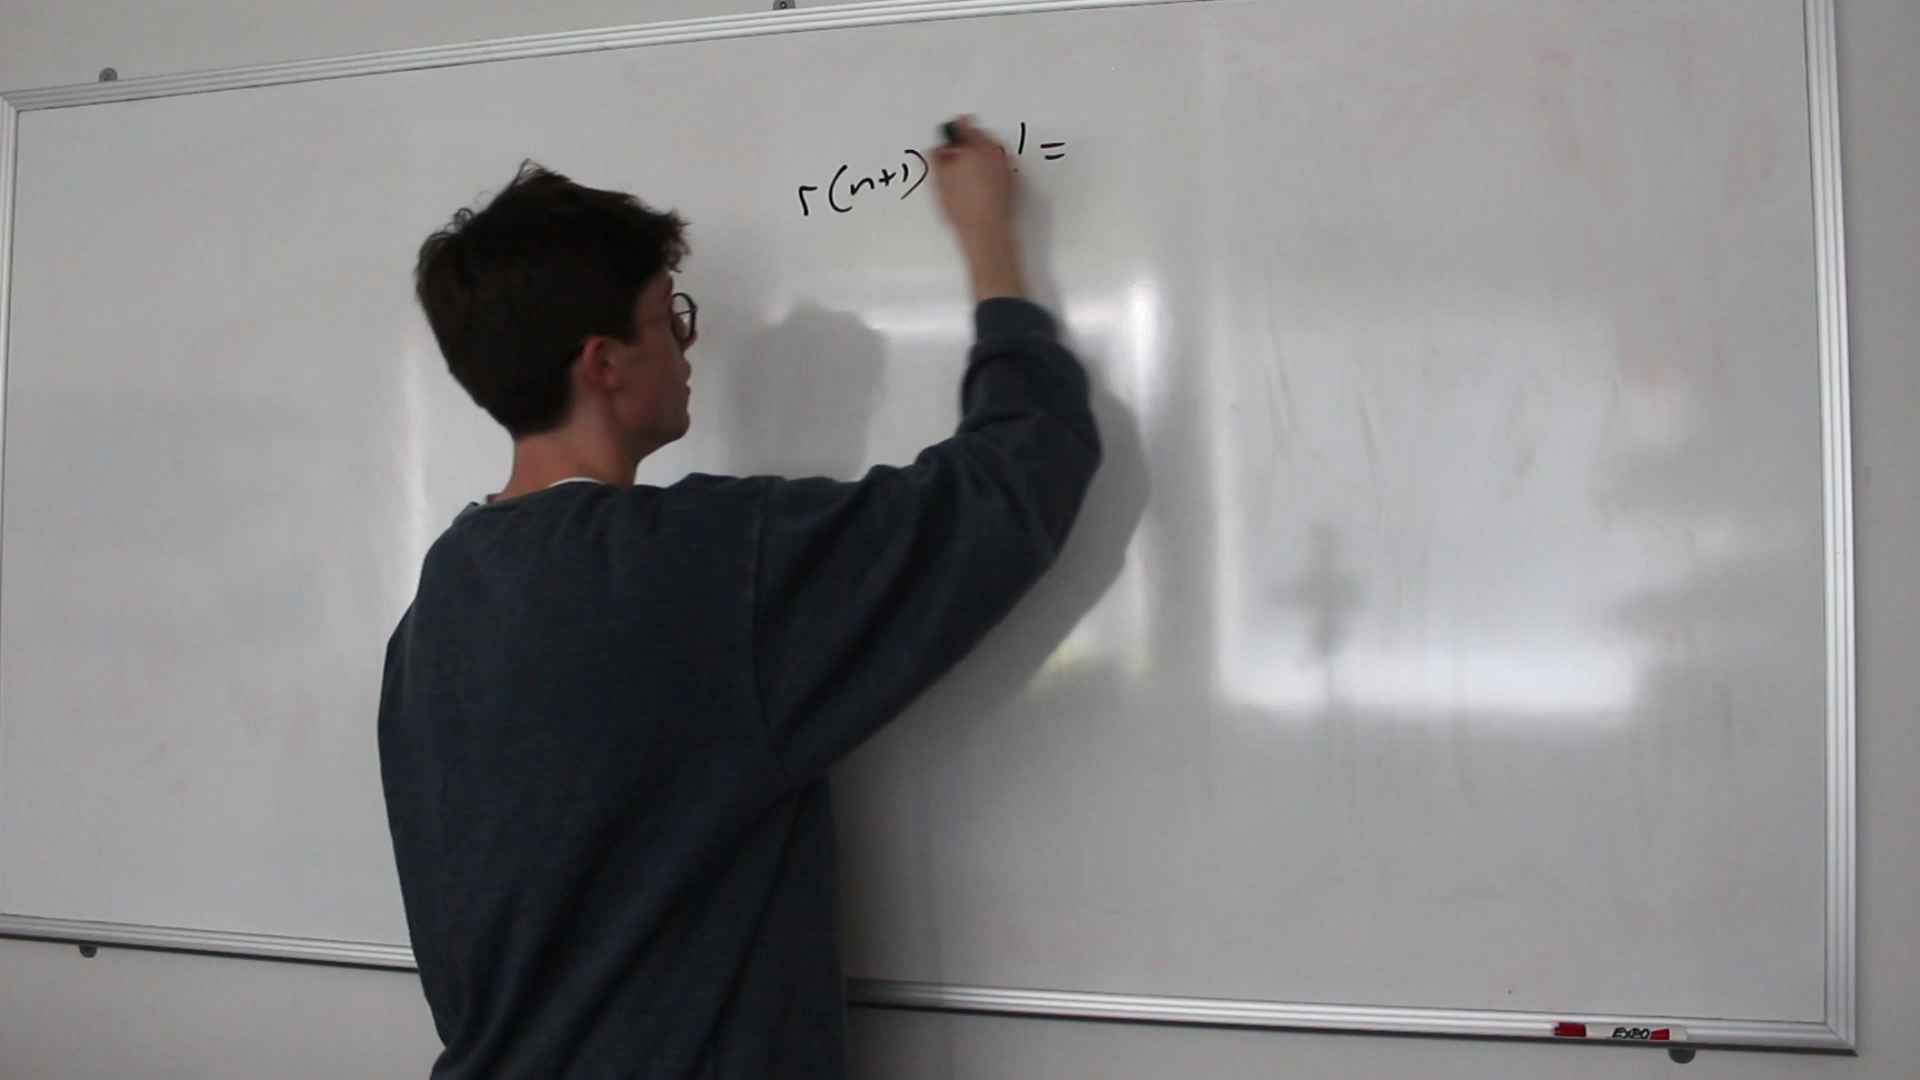 Γ(n+1) ! =
EXPO